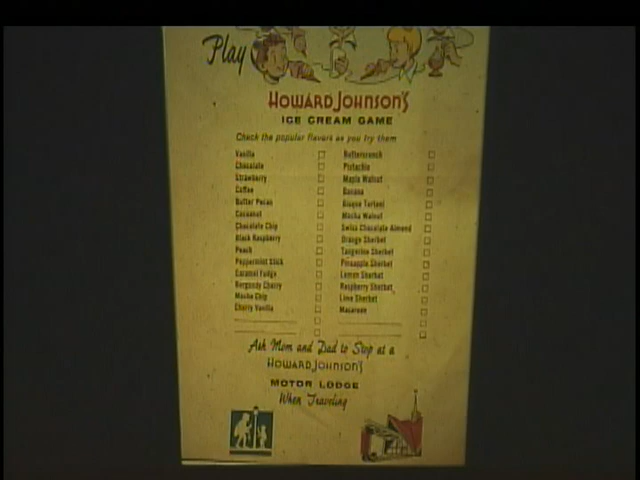 Play
HOWARD JOHNSON'S
ICE CREAM GAME
Check the popular flavors as you try them
Vanilla
Chocolate
Strawberry
Coffee
Butter Pecan
Cocoanut
Chocolate Chip
Black Raspberry
Peach
Peppermint Stick
Caramel Fudge
Burgundy Cherry
Mocha Chip
Cherry Vanilla
Buttercrunch
Pistachio
Maple Walnut
Banana
Bisque Tortoni
Mocha Walnut
Swiss Chocolate Almond
Orange Sherbet
Tangerine Sherbet
Pineapple Sherbet
Lemon Sherbet
Raspberry Sherbet
Lime Sherbet
Macaroon
Ask Mom and Dad to Stop at a
HOWARD JOHNSON'S
MOTOR LODGE
When Traveling